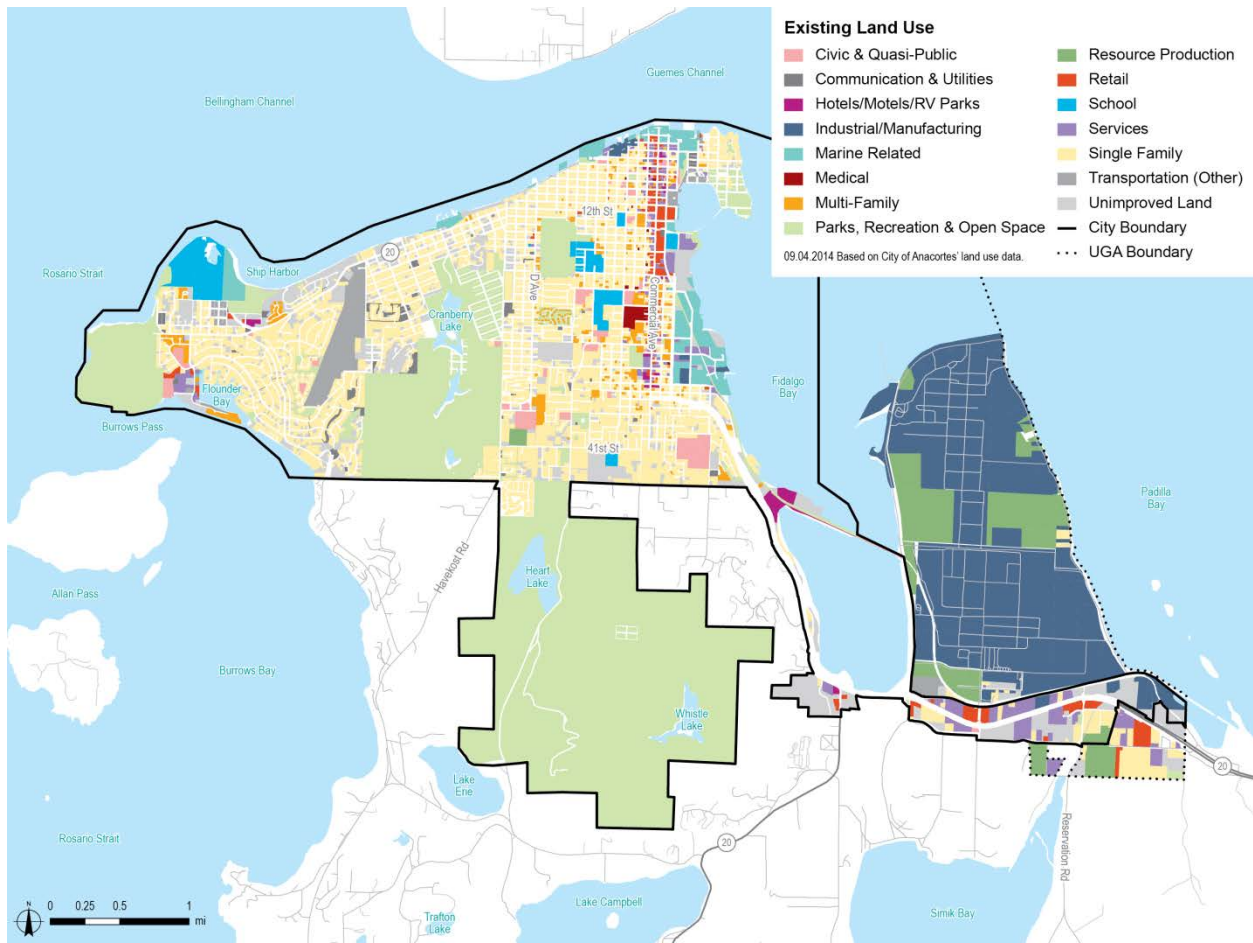 Existing Land Use
Civic & Quasi-Public
Communication & Utilities
Hotels/Motels/RV Parks
Industrial/Manufacturing
Marine Related
Medical
Multi-Family
Parks, Recreation & Open Space
Resource Production
Retail
School
Services
Single Family
Transportation (Other)
Unimproved Land
City Boundary
UGA Boundary
09.04.2014 Based on City of Anacortes' land use data.
Guemes Channel
Bellingham Channel
12th St
20
Rosario Strait
Ship Harbor
D Ave
Commercial Ave
Cranberry
Lake
Fidalgo
Bay
Flounder
Bay
Burrows Pass
41st St
Padilla
Bay
Havekost Rd
Heart
Lake
Allan Pass
Burrows Bay
Whistle
Lake
Lake
Erie
20
20
Rosario Strait
Reservation Rd
Lake Campbell
Simik Bay
Trafton
Lake
N
0 0.25 0.5 1
mi